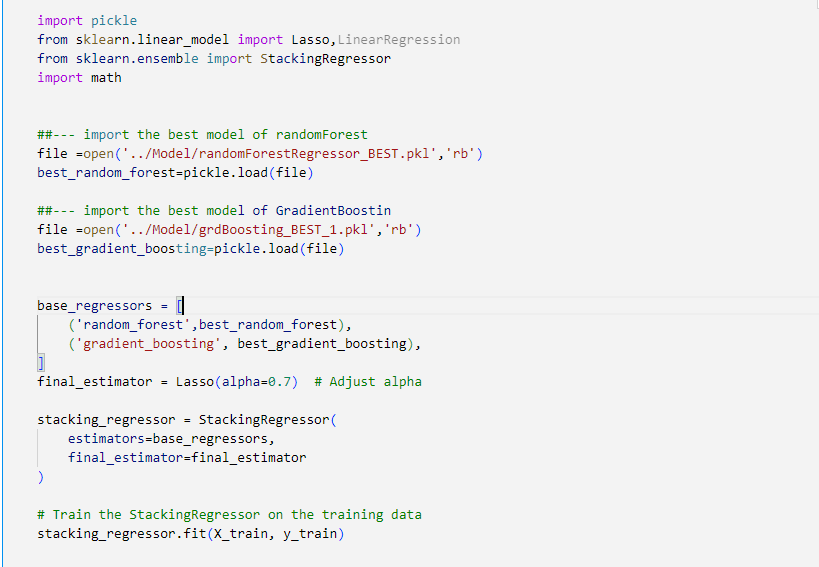 import pickle
from sklearn.linear_model import Lasso,LinearRegression
from sklearn.ensemble import StackingRegressor
import math
##--- import the best model of randomForest
file =open('../Model/randomForestRegressor_BEST.pkl','rb')
best_random_forest=pickle.load(file)
##--- import the best model of GradientBoostin
file =open('../Model/grdBoosting_BEST_1.pkl','rb')
best_gradient_boosting=pickle.load(file)
base_regressors = [
    ('random_forest',best_random_forest),
    ('gradient_boosting', best_gradient_boosting),
]
final_estimator = Lasso(alpha=0.7)  # Adjust alpha
stacking_regressor = StackingRegressor(
    estimators=base_regressors,
    final_estimator=final_estimator
)
# Train the StackingRegressor on the training data
stacking_regressor.fit(X_train, y_train)